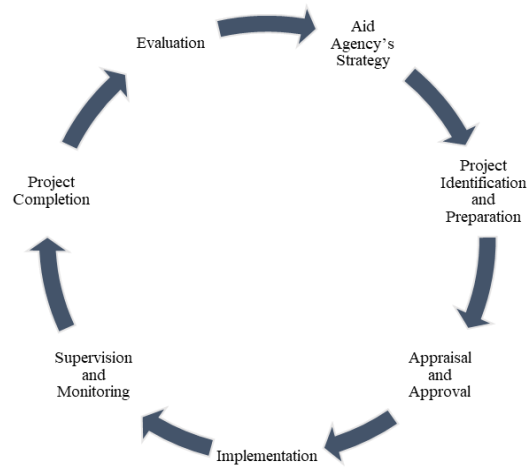 Aid
Agency's
Strategy
Project
Identification
and
Preparation
Appraisal
and
Approval
Implementation
Supervision
and
Monitoring
Project
Completion
Evaluation